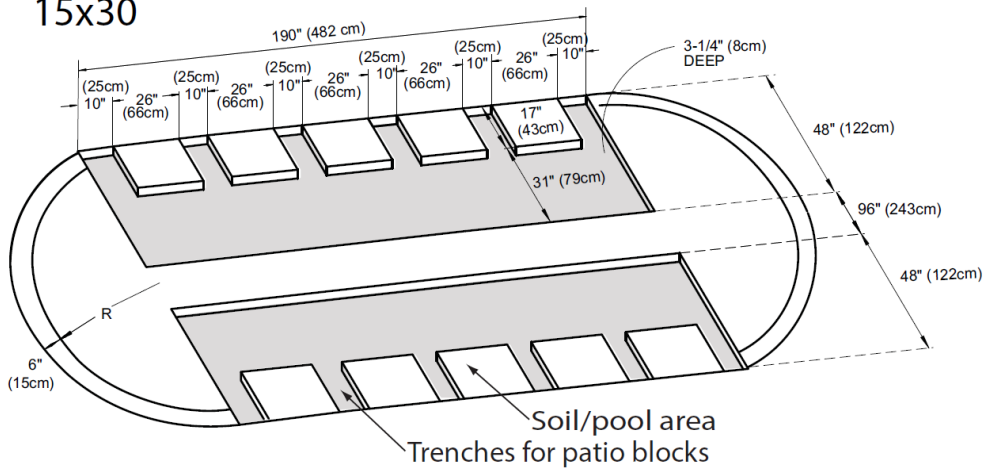 15x30
190" (482 cm)
(25cm)
10"
26"
(66cm)
(25cm)
10"
26"
(66cm)
(25cm)
10"
26"
(66cm)
(25cm)
10"
26"
(66cm)
(25cm)
10"
26"
(66cm)
(25cm)
10"
3-1/4" (8cm)
DEEP
17"
(43cm)
31" (79cm)
48" (122cm)
96" (243cm)
48" (122cm)
R
6"
(15cm)
Soil/pool area
Trenches for patio blocks